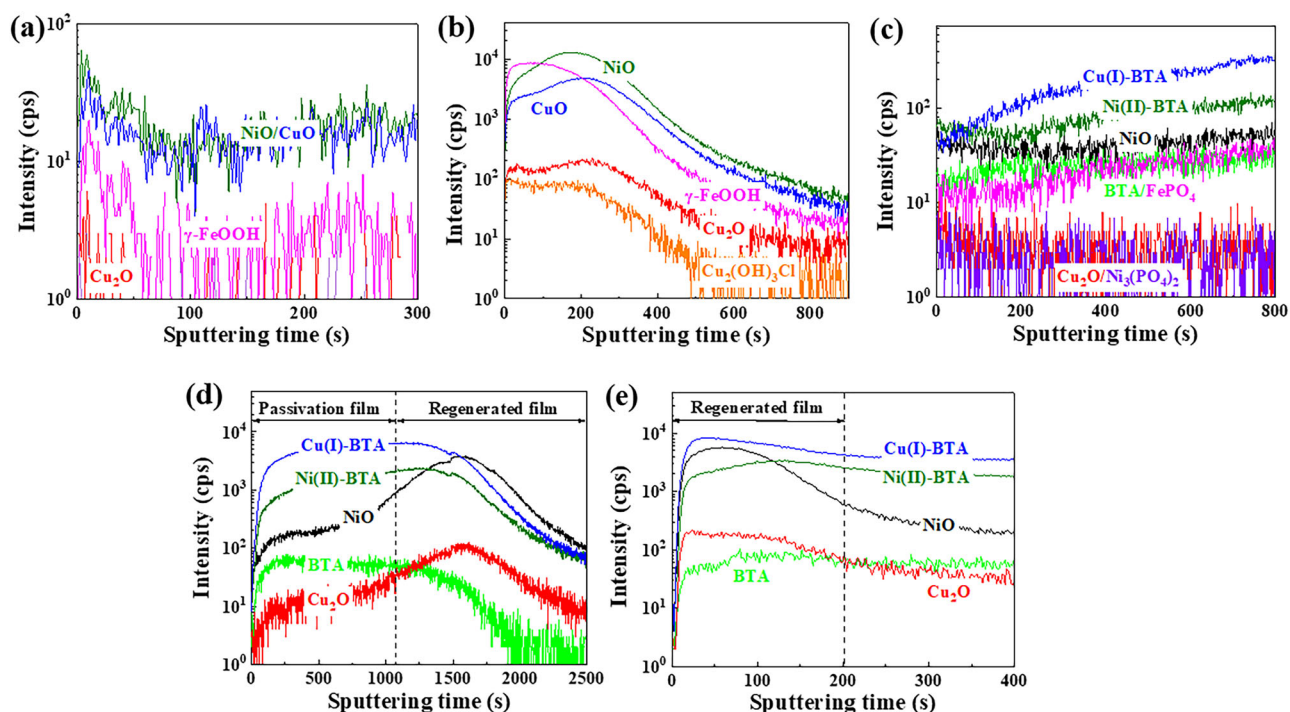 (a)
10²
10¹
10⁰
Intensity (cps)
NiO/CuO
γ-FeOOH
Cu₂O
0 100 200 300
Sputtering time (s)
(b)
10⁴
10³
10²
10¹
10⁰
Intensity (cps)
NiO
CuO
γ-FeOOH
Cu₂O
Cu₂(OH)₃Cl
0 200 400 600 800
Sputtering time (s)
(c)
10²
10¹
10⁰
Intensity (cps)
Cu(I)-BTA
Ni(II)-BTA
NiO
BTA/FePO₄
Cu₂O/Ni₃(PO₄)₂
0 200 400 600 800
Sputtering time (s)
(d)
Passivation film Regenerated film
10⁴
10³
10²
10¹
10⁰
Intensity (cps)
Cu(I)-BTA
Ni(II)-BTA
NiO
BTA
Cu₂O
0 500 1000 1500 2000 2500
Sputtering time (s)
(e)
Regenerated film
10⁴
10³
10²
10¹
10⁰
Intensity (cps)
Cu(I)-BTA
Ni(II)-BTA
NiO
BTA
Cu₂O
0 100 200 300 400
Sputtering time (s)